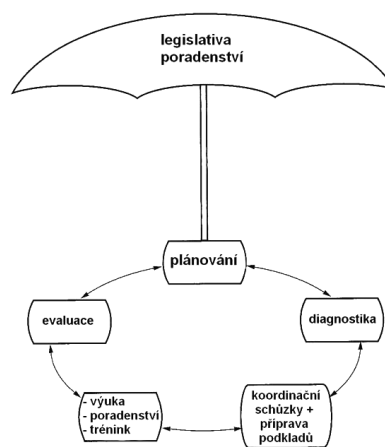 legislativa
poradenství
plánování
evaluace
diagnostika
- výuka
- poradenství
- trénink
koordinační
schůzky +
příprava
podkladů